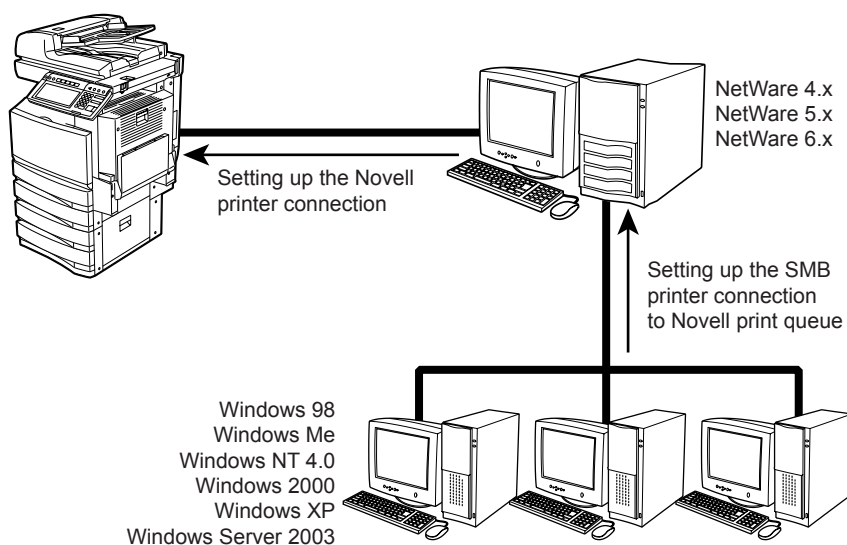 NetWare 4.x
NetWare 5.x
NetWare 6.x
Setting up the Novell
printer connection
Setting up the SMB
printer connection
to Novell print queue
Windows 98
Windows Me
Windows NT 4.0
Windows 2000
Windows XP
Windows Server 2003